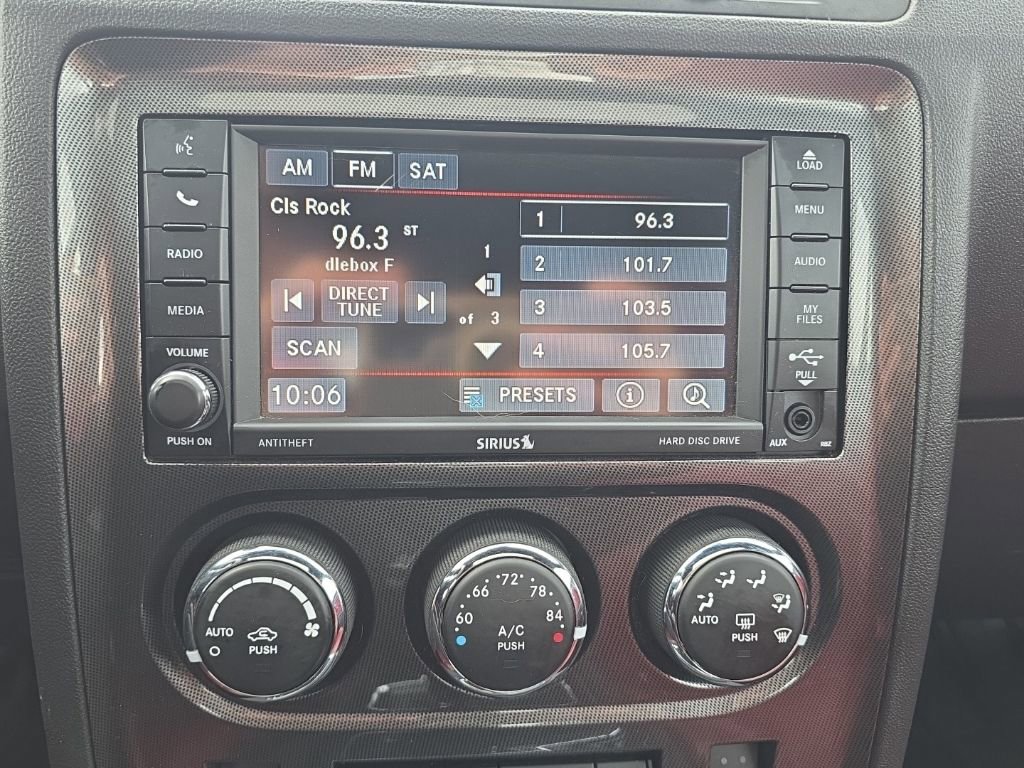 AM FM SAT
Cls Rock
96.3 ST
dlebox F
DIRECT
TUNE
SCAN
10:06
1
of 3
1 96.3
2 101.7
3 103.5
4 105.7
PRESETS
RADIO
MEDIA
VOLUME
PUSH ON
LOAD
MENU
AUDIO
MY
FILES
PULL
AUX
RBZ
ANTITHEFT
SIRIUS
HARD DISC DRIVE
AUTO
PUSH
60 66 72 78 84
A/C
PUSH
AUTO
PUSH